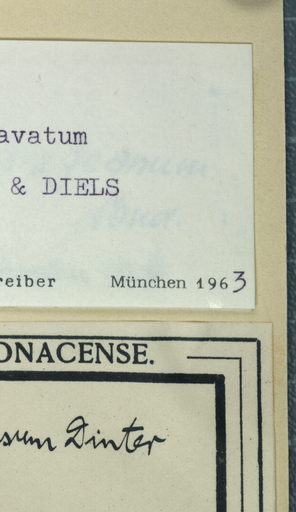 avatum
& DIELS
reiber München 1963
ONACENSE.
sum Dinter